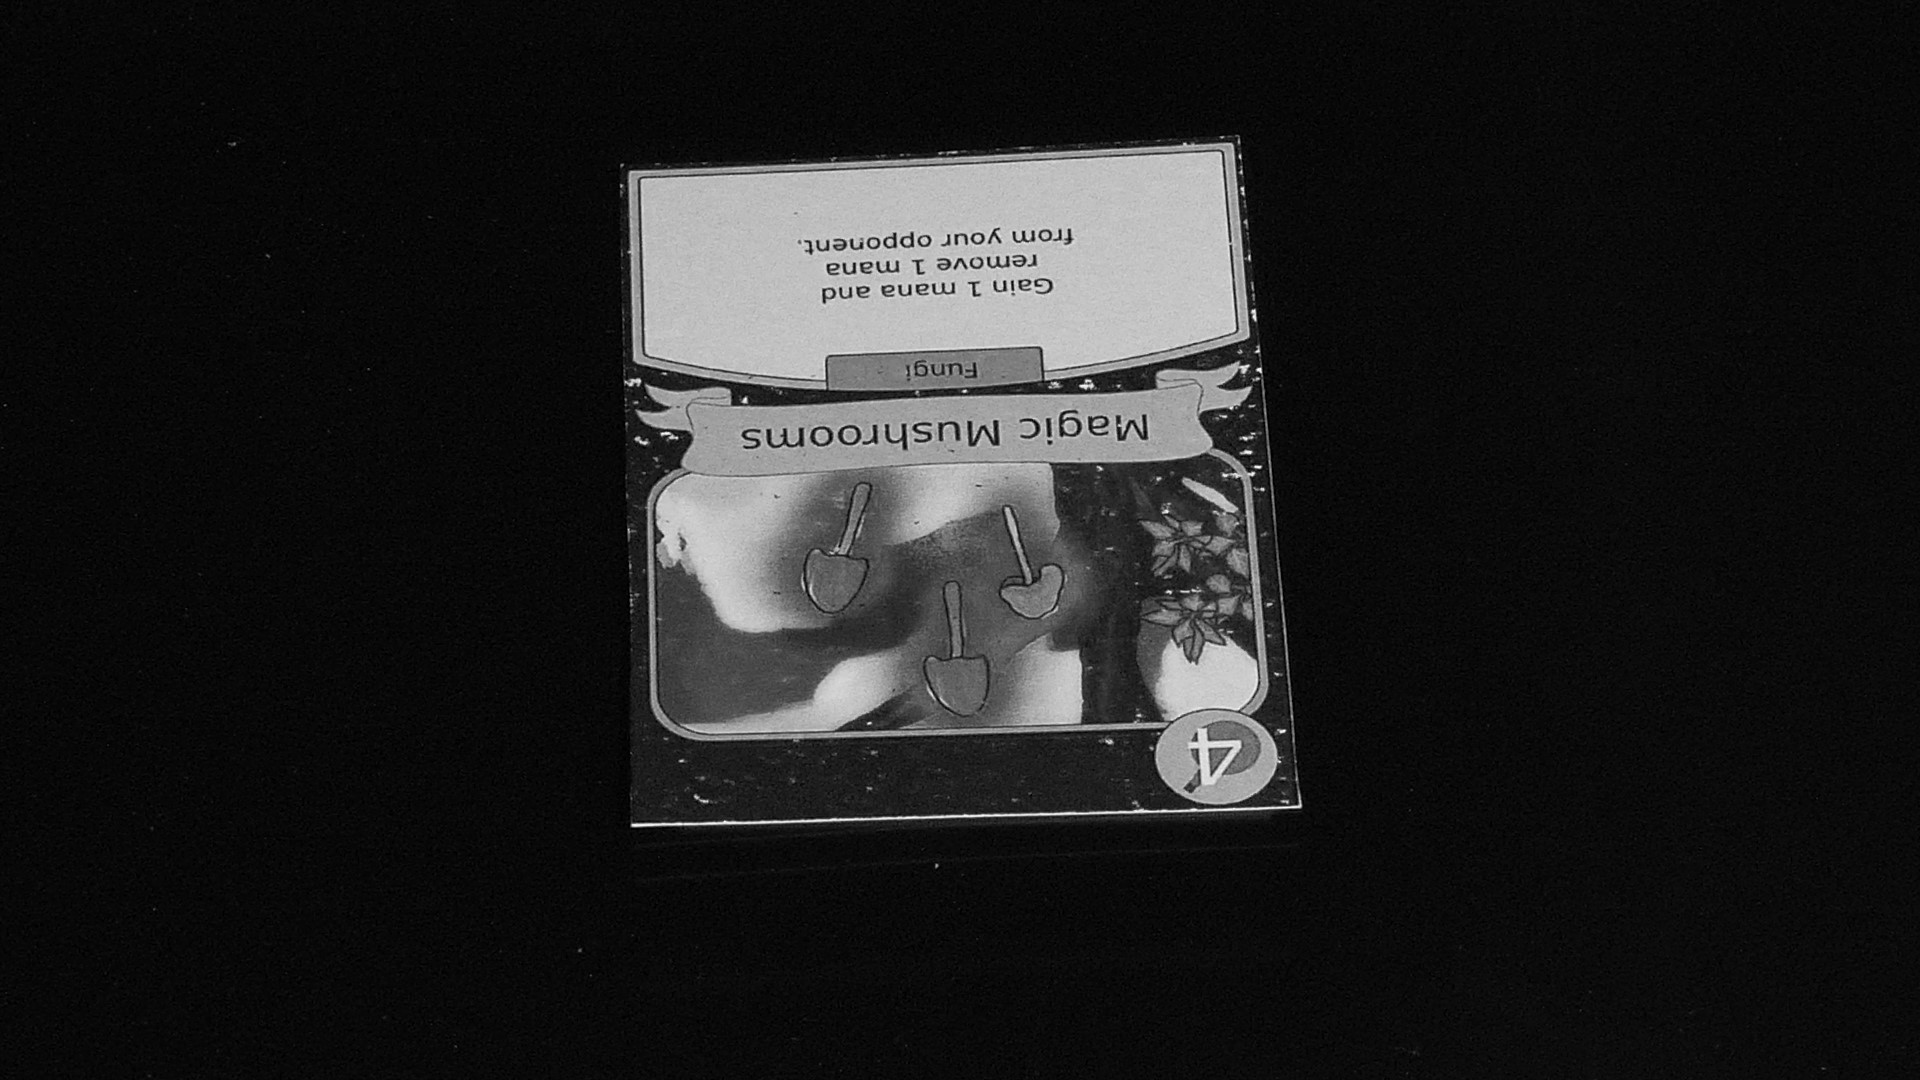 4
Magic Mushrooms
Fungi
Gain 1 mana and
remove 1 mana
from your opponent.